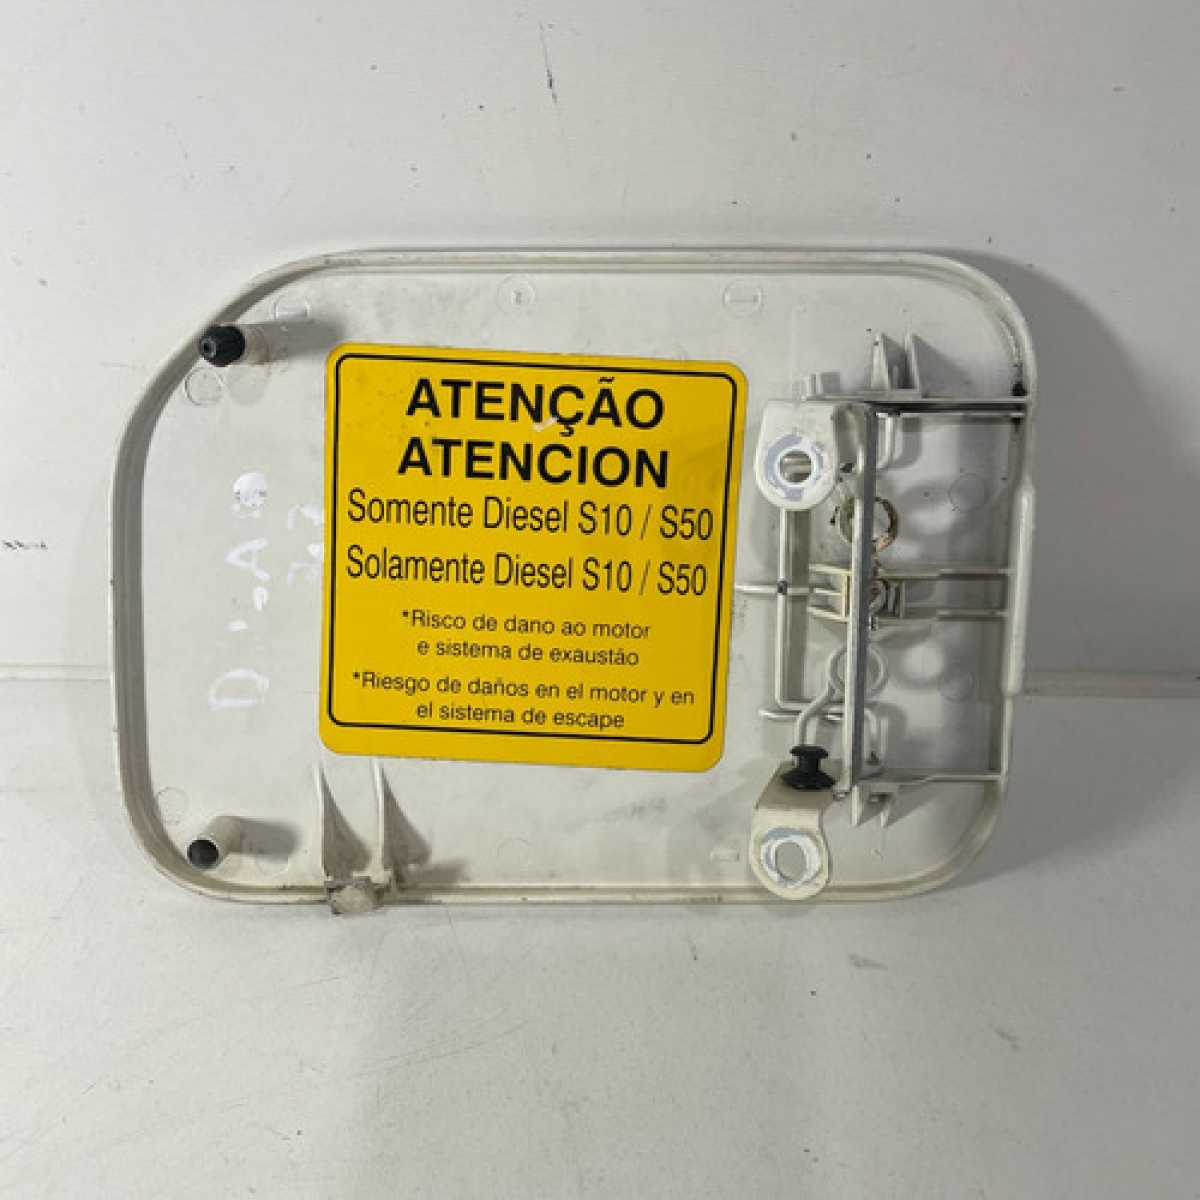 ATENÇÃO
ATENCION
Somente Diesel S10 / S50
Solamente Diesel S10 / S50
*Risco de dano ao motor
e sistema de exaustão
*Riesgo de daños en el motor y en
el sistema de escape